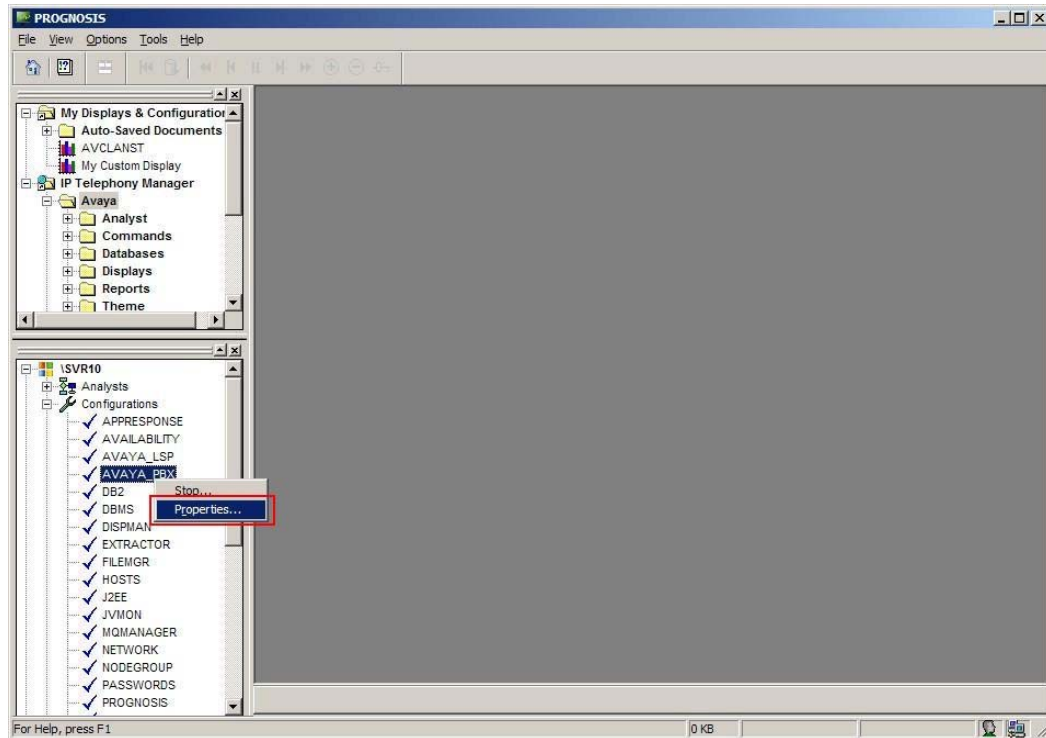 PROGNOSIS
File View Options Tools Help
My Displays & Configuration
Auto-Saved Documents
AVCLANST
My Custom Display
IP Telephony Manager
Avaya
Analyst
Commands
Databases
Displays
Reports
Theme
\SVR10
Analysts
Configurations
APPRESPONSE
AVAILABILITY
AVAYA_LSP
AVAYA_PBX
Stop...
DB2
Properties...
DBMS
DISPMAN
EXTRACTOR
FILEMGR
HOSTS
J2EE
JVMON
MQMANAGER
NETWORK
NODEGROUP
PASSWORDS
PROGNOSIS
For Help, press F1
0 KB